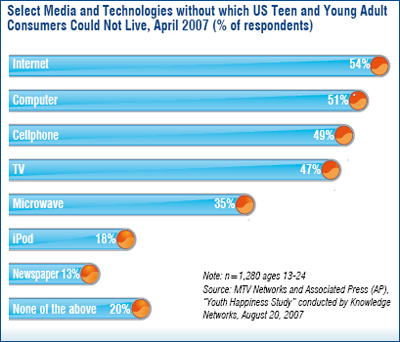 Select Media and Technologies without which US Teen and Young Adult
Consumers Could Not Live, April 2007 (% of respondents)
Internet 54%
Computer 51%
Cellphone 49%
TV 47%
Microwave 35%
iPod 18%
Newspaper 13%
None of the above 20%
Note: n=1,280 ages 13-24
Source: MTV Networks and Associated Press (AP),
"Youth Happiness Study" conducted by Knowledge
Networks, August 20, 2007